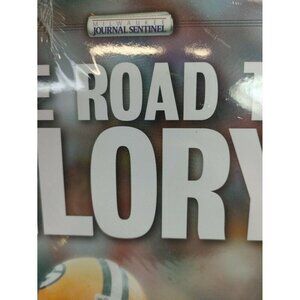 MILWAUKEE
JOURNAL SENTINEL
E ROAD T
LORY